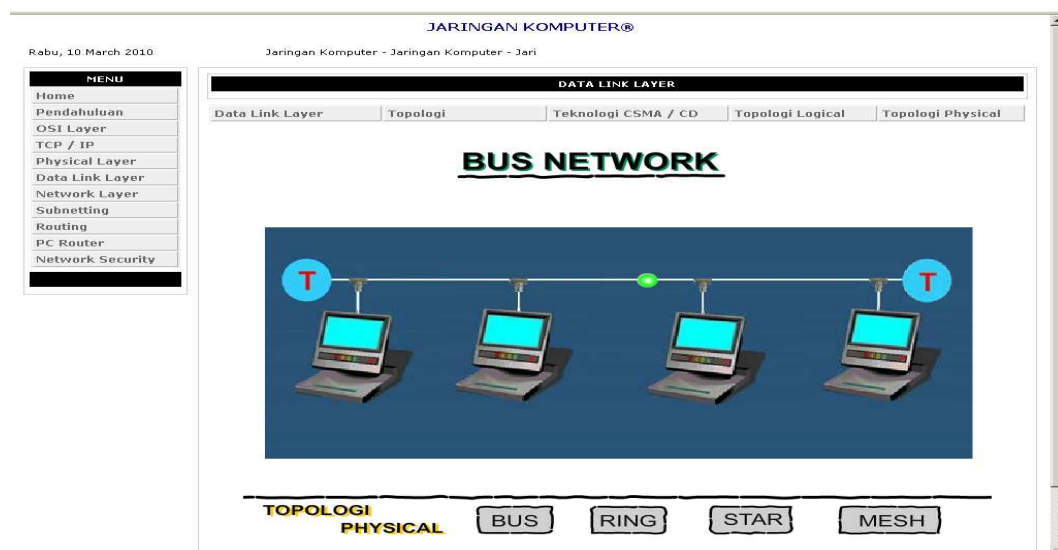 JARINGAN KOMPUTER®
Rabu, 10 March 2010
Jaringan Komputer - Jaringan Komputer - Jari
MENU
Home
Pendahuluan
OSI Layer
TCP / IP
Physical Layer
Data Link Layer
Network Layer
Subnetting
Routing
PC Router
Network Security
DATA LINK LAYER
Data Link Layer
Topologi
Teknologi CSMA / CD
Topologi Logical
Topologi Physical
BUS NETWORK
T
T
TOPOLOGI
PHYSICAL
BUS
RING
STAR
MESH